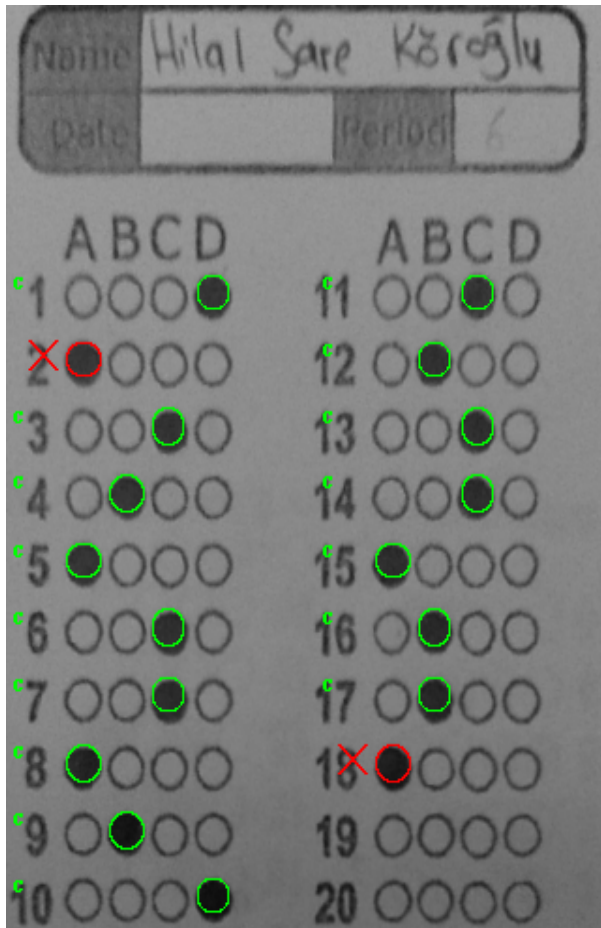 Name Hilal Sare Köroğlu
Date Period 6
A B C D A B C D
c 1 c 11
2 c 12
c 3 c 13
c 4 c 14
c 5 c 15
c 6 c 16
c 7 c 17
c 8 18
c 9 19
c 10 20